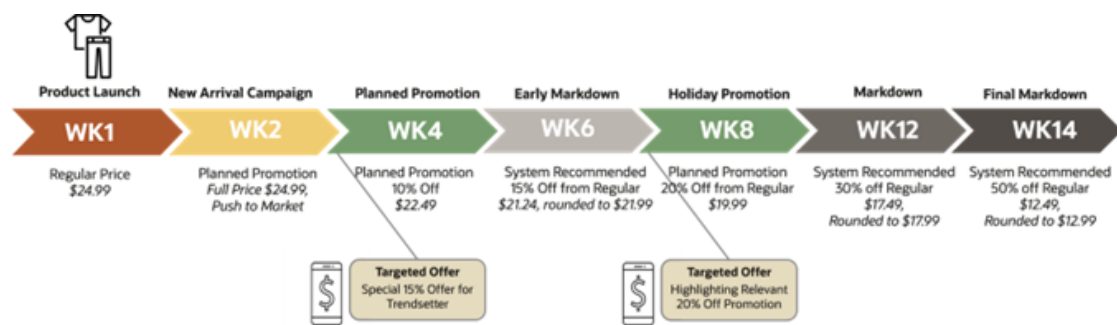 Product Launch
New Arrival Campaign
Planned Promotion
Early Markdown
Holiday Promotion
Markdown
Final Markdown
WK1
WK2
WK4
WK6
WK8
WK12
WK14
Regular Price
$24.99
Planned Promotion
Full Price $24.99,
Push to Market
Planned Promotion
10% Off
$22.49
System Recommended
15% Off from Regular
$21.24, rounded to $21.99
Planned Promotion
20% Off from Regular
$19.99
System Recommended
30% off Regular
$17.49,
Rounded to $17.99
System Recommended
50% off Regular
$12.49,
Rounded to $12.99
$
Targeted Offer
Special 15% Offer for
Trendsetter
$
Targeted Offer
Highlighting Relevant
20% Off Promotion